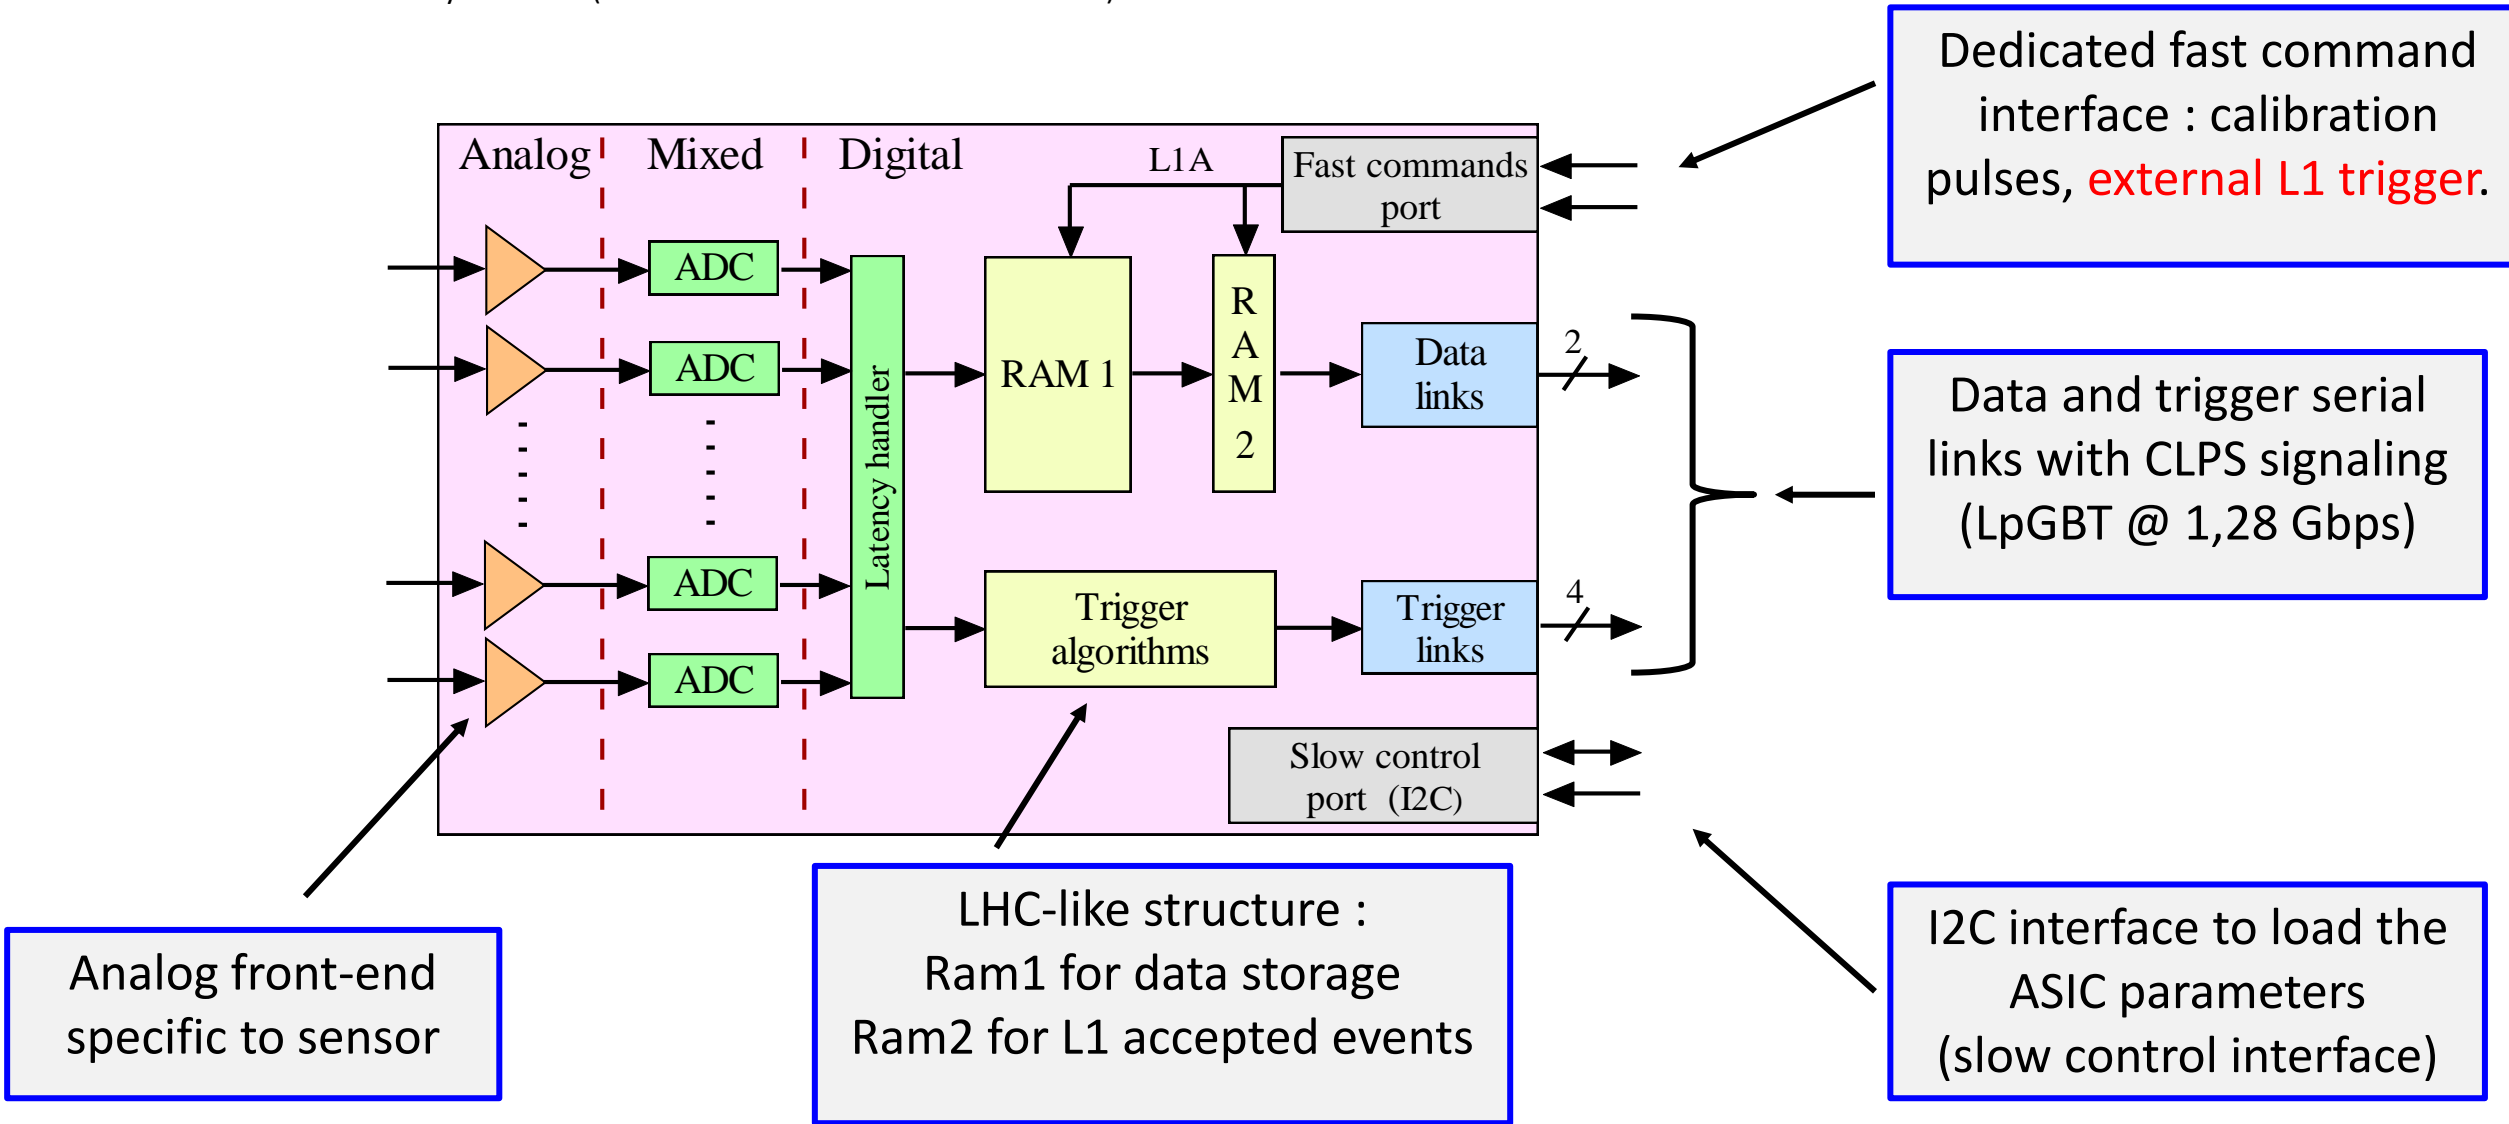 Dedicated fast command
interface : calibration
pulses, external L1 trigger.
Analog
Mixed
Digital
L1A
Fast commands
port
ADC
ADC
ADC
ADC
Latency handler
RAM 1
R
A
M
2
Data
links
2
Trigger
algorithms
Trigger
links
4
Slow control
port (I2C)
Data and trigger serial
links with CLPS signaling
(LpGBT @ 1,28 Gbps)
Analog front-end
specific to sensor
LHC-like structure :
Ram1 for data storage
Ram2 for L1 accepted events
I2C interface to load the
ASIC parameters
(slow control interface)